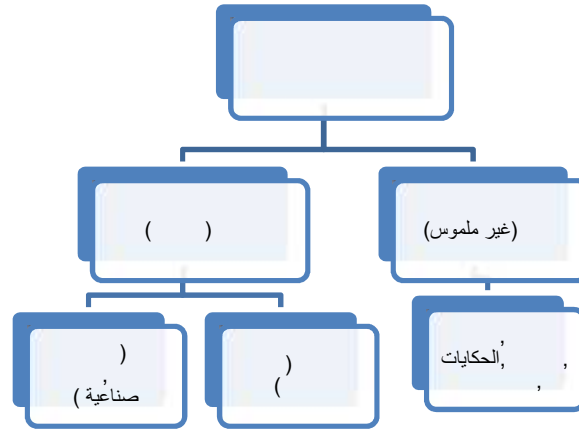 ( )
(غير ملموس)
(
,
صناعية )
(
)
, الحكايات, ,
,